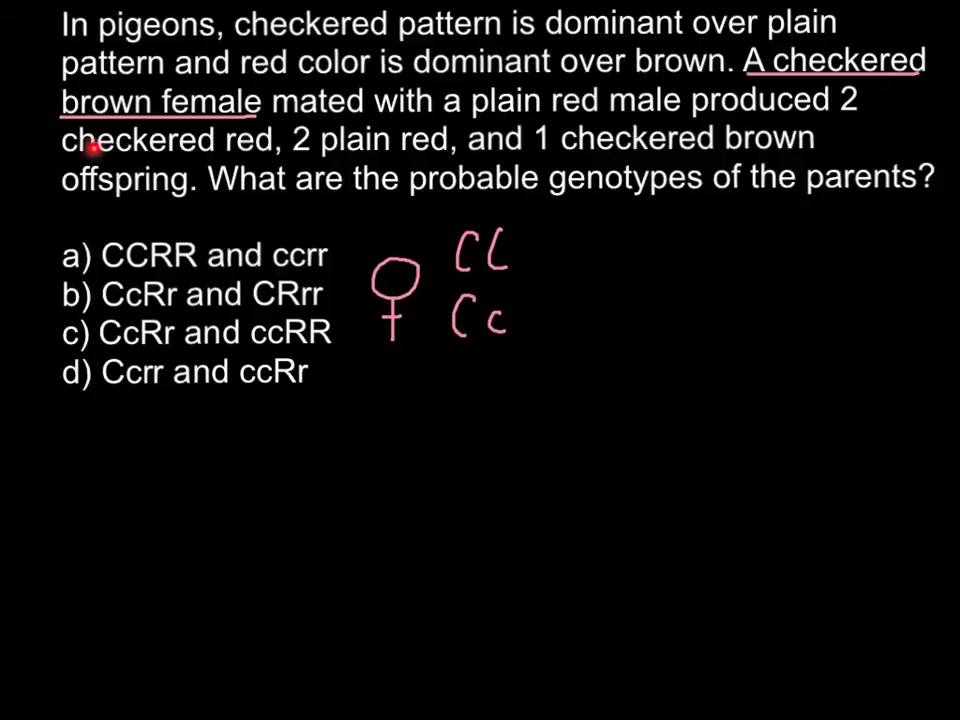 In pigeons, checkered pattern is dominant over plain
pattern and red color is dominant over brown. A checkered
brown female mated with a plain red male produced 2
checkered red, 2 plain red, and 1 checkered brown
offspring. What are the probable genotypes of the parents?
a) CCRR and ccrr
CC
b) CcRr and CRrr
Cc
c) CcRr and ccRR
d) Ccrr and ccRr